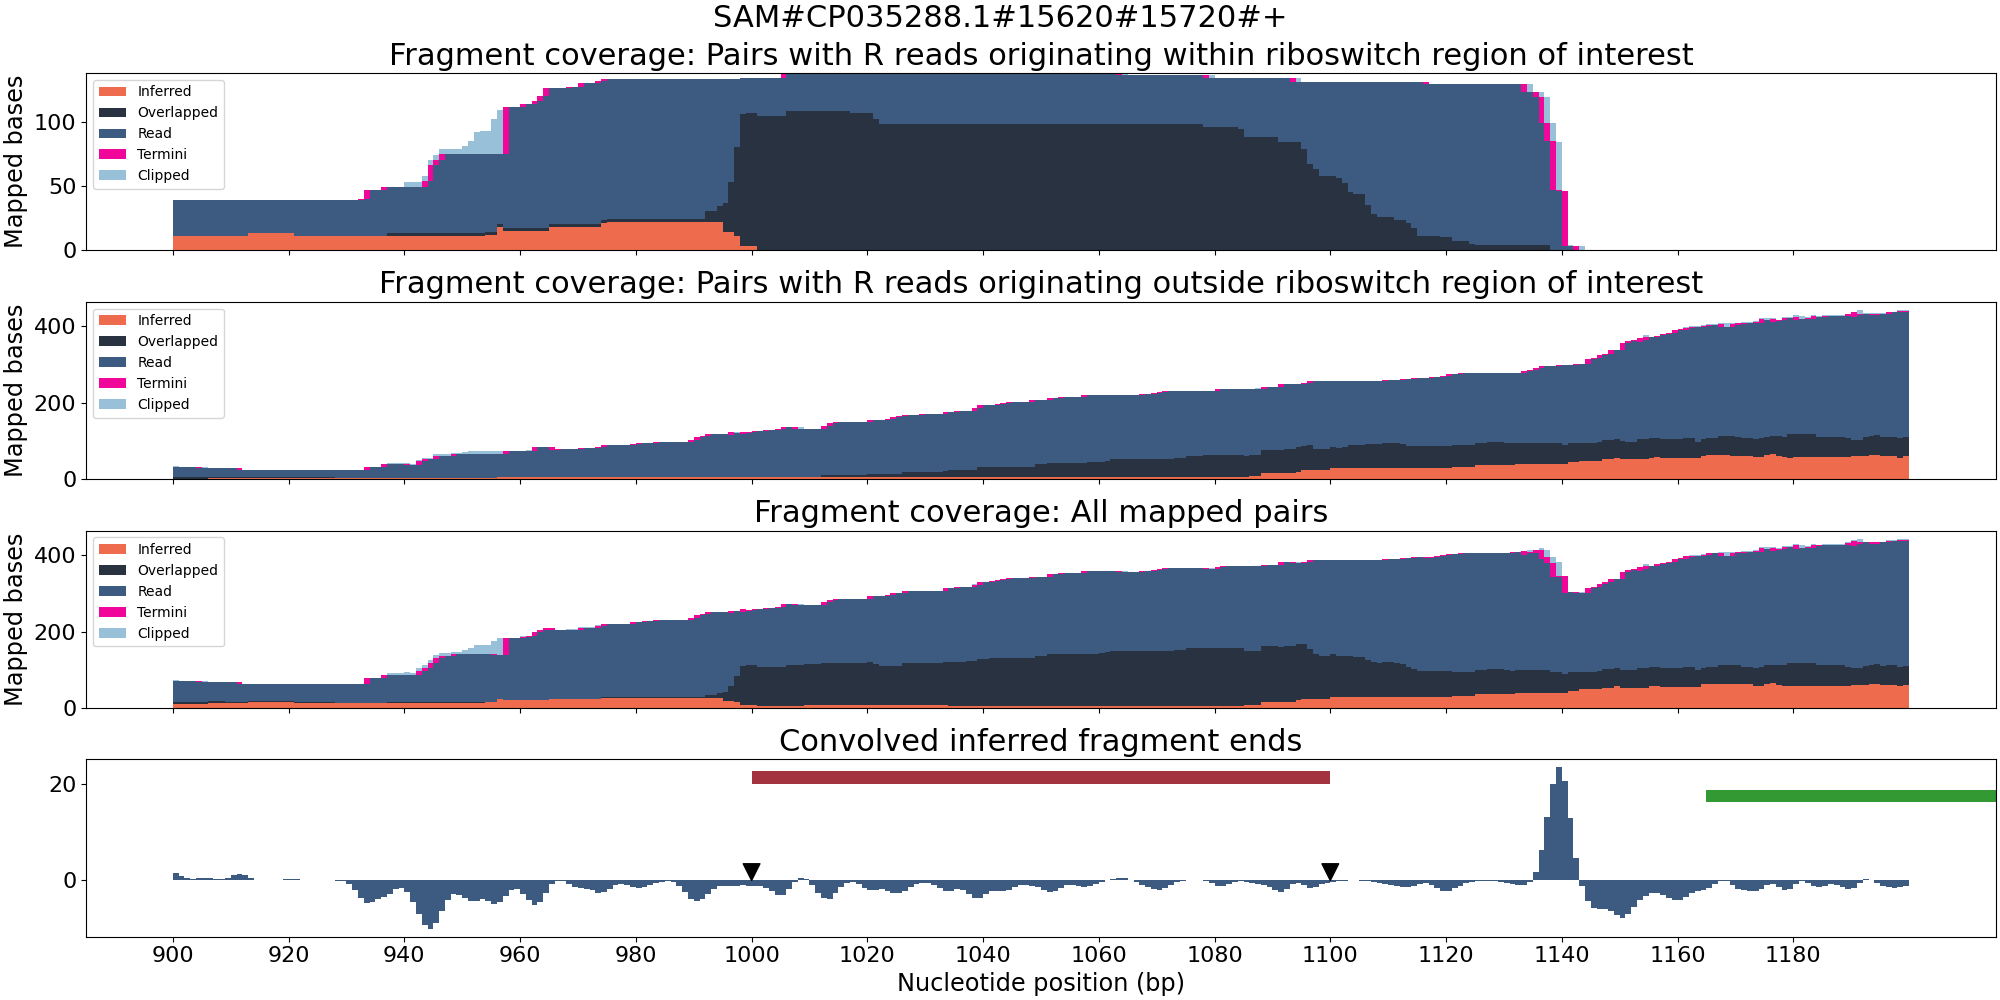 SAM#CP035288.1#15620#15720#+
Fragment coverage: Pairs with R reads originating within riboswitch region of interest
Mapped bases
100
50
0
Inferred
Overlapped
Read
Termini
Clipped
Fragment coverage: Pairs with R reads originating outside riboswitch region of interest
Mapped bases
400
200
0
Inferred
Overlapped
Read
Termini
Clipped
Fragment coverage: All mapped pairs
Mapped bases
400
200
0
Inferred
Overlapped
Read
Termini
Clipped
Convolved inferred fragment ends
20
0
900 920 940 960 980 1000 1020 1040 1060 1080 1100 1120 1140 1160 1180
Nucleotide position (bp)